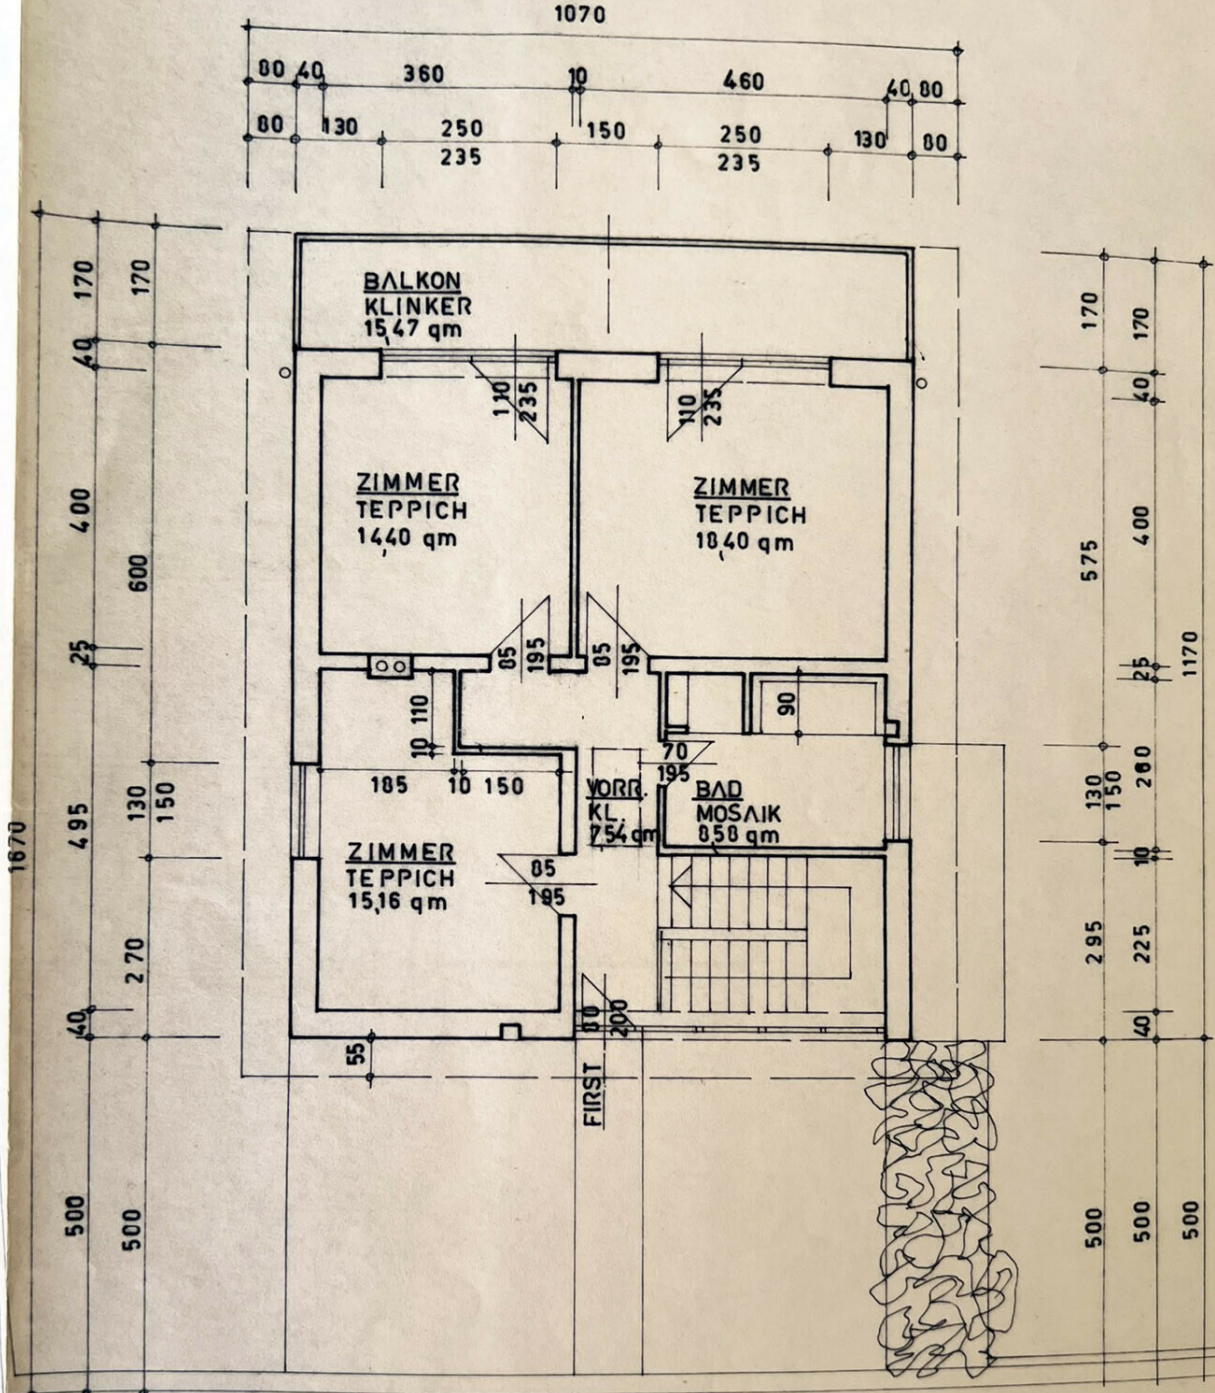 1070
80 40 360 10 460 40 80
80 130 250 150 250 130 80
235 235
170 170
40
400
600
25
495
130
150
1670
270
40
500 500
BALKON
KLINKER
15,47 qm
110
235
110
235
ZIMMER
TEPPICH
14,40 qm
ZIMMER
TEPPICH
18,40 qm
85
195
85
195
110
10
90
185 10 150
70
195
VORR.
KL.
7,54 qm
BAD
MOSAIK
8,58 qm
ZIMMER
TEPPICH
15,16 qm
85
195
80
200
55
FIRST
170 170
40
575
400
1170
25
130
150
260
10
295
225
40
500 500 500